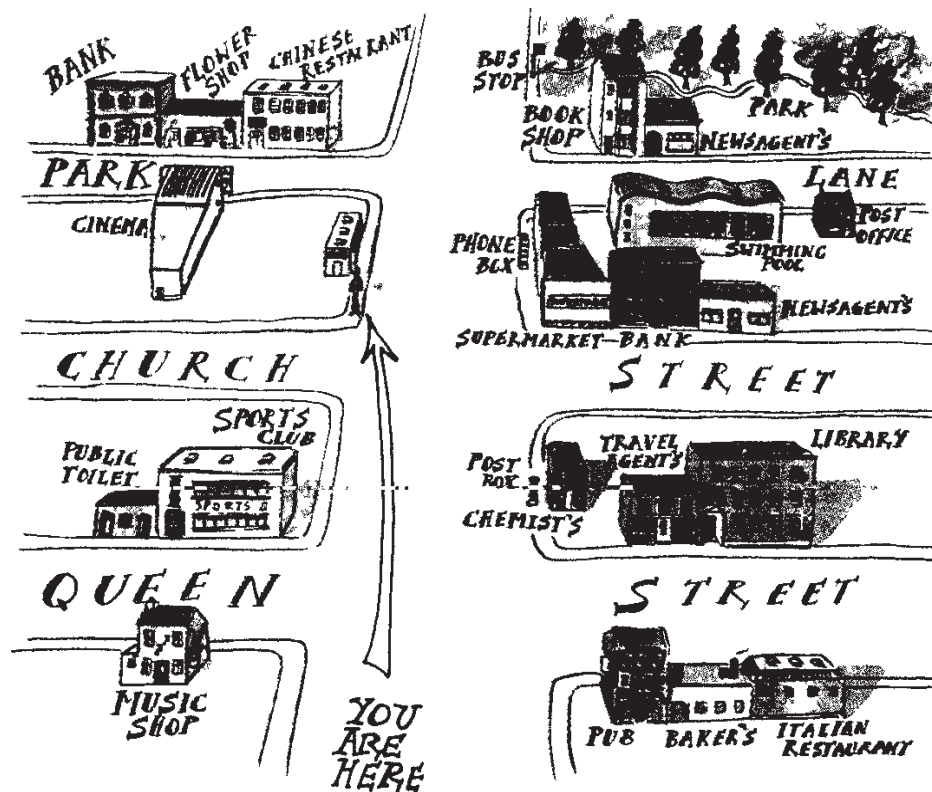 BANK
FLOWER
SHOP
CHINESE
RESTAURANT
BUS
STOP
BOOK
SHOP
PARK
NEWSAGENT'S
PARK
LANE
CINEMA
PHONE
BOX
POST
OFFICE
SWIMMING
POOL
NEWSAGENT'S
SUPERMARKET
BANK
CHURCH
STREET
SPORTS
CLUB
PUBLIC
TOILET
SPORTS
POST
BOX
TRAVEL
AGENT'S
LIBRARY
CHEMIST'S
QUEEN
STREET
MUSIC
SHOP
YOU
ARE
HERE
PUB
BAKER'S
ITALIAN
RESTAURANT